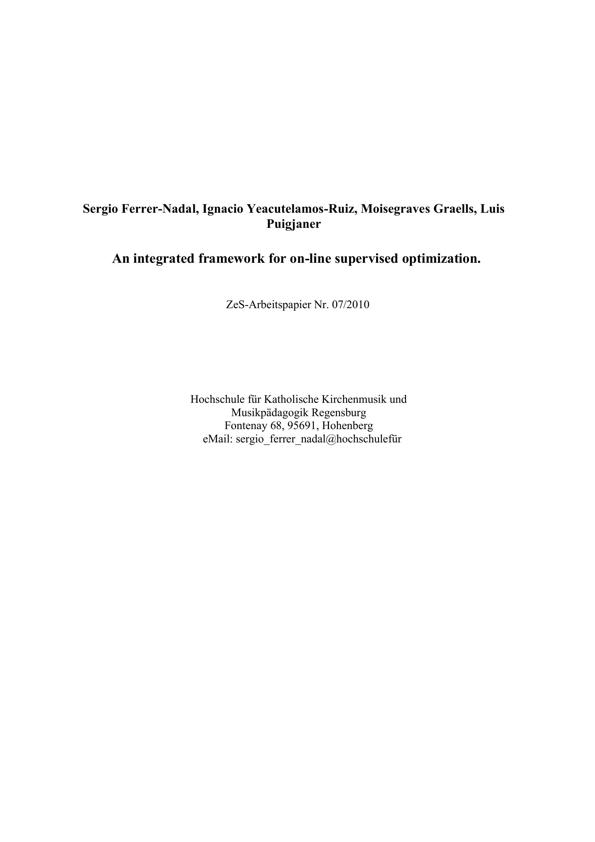 Sergio Ferrer-Nadal, Ignacio Yeacutelamos-Ruiz, Moisegraves Graells, Luis
Puigjaner
An integrated framework for on-line supervised optimization.
ZeS-Arbeitspapier Nr. 07/2010
Hochschule für Katholische Kirchenmusik und
Musikpädagogik Regensburg
Fontenay 68, 95691, Hohenberg
eMail: sergio_ferrer_nadal@hochschulefür